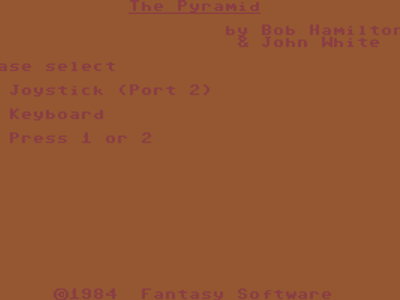 The Pyramid
by Bob Hamilton
& John White
ase select
Joystick (Port 2)
Keyboard
Press 1 or 2
©1984 Fantasy Software